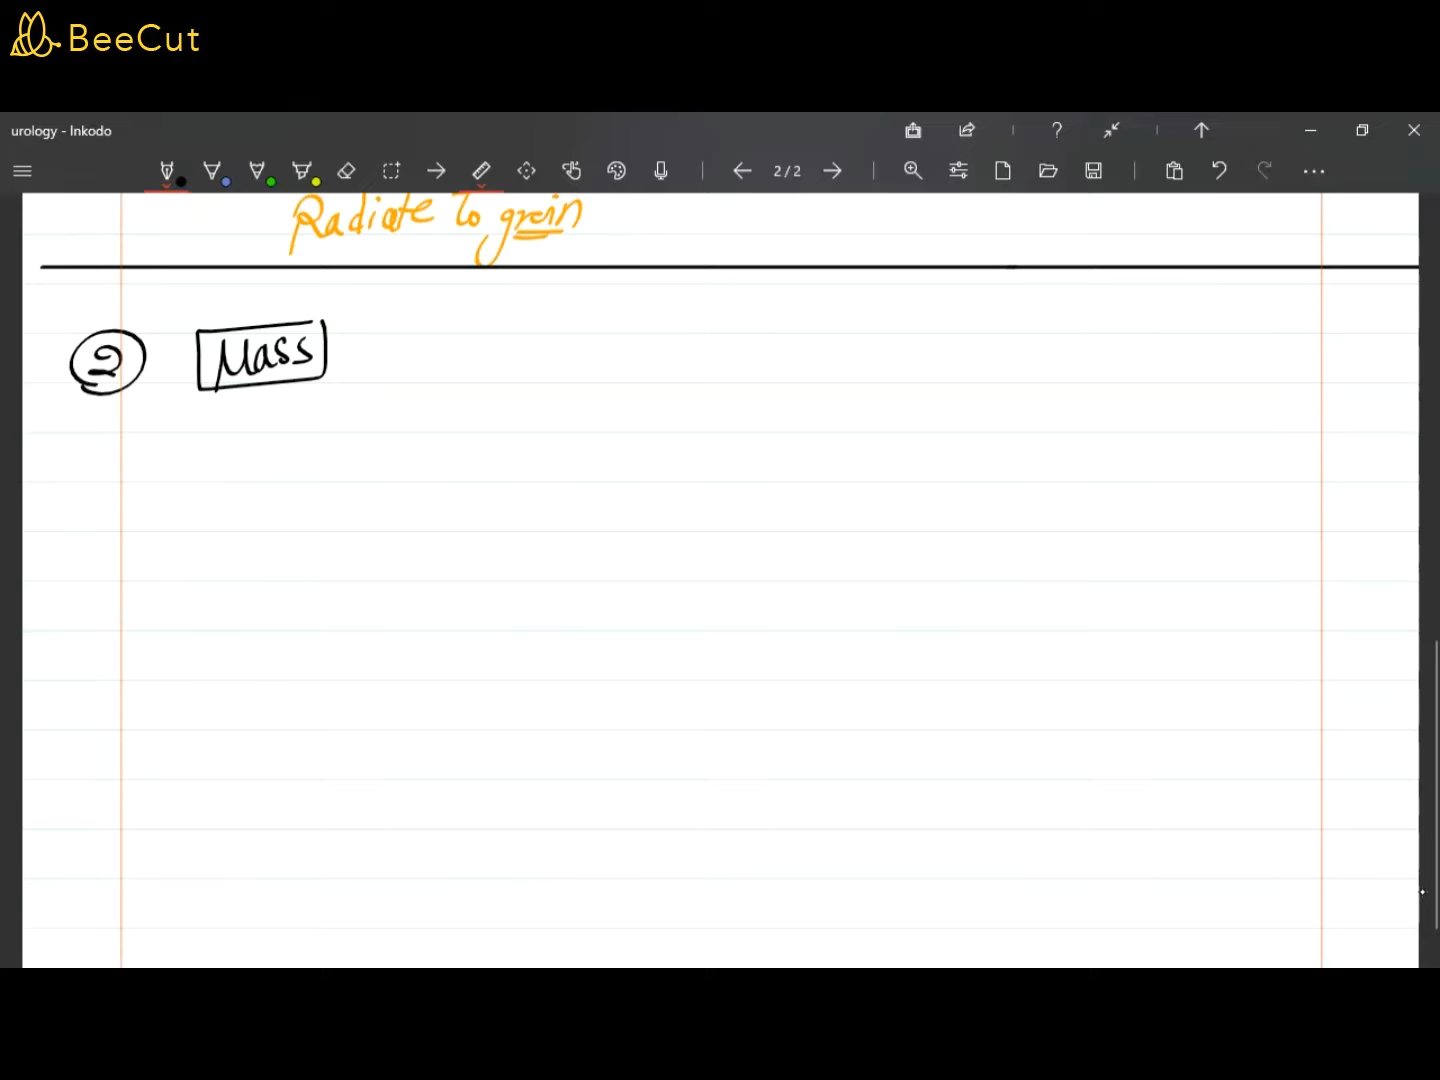 BeeCut
urology - Inkodo
2/2
Radiate To groin
2 Mass